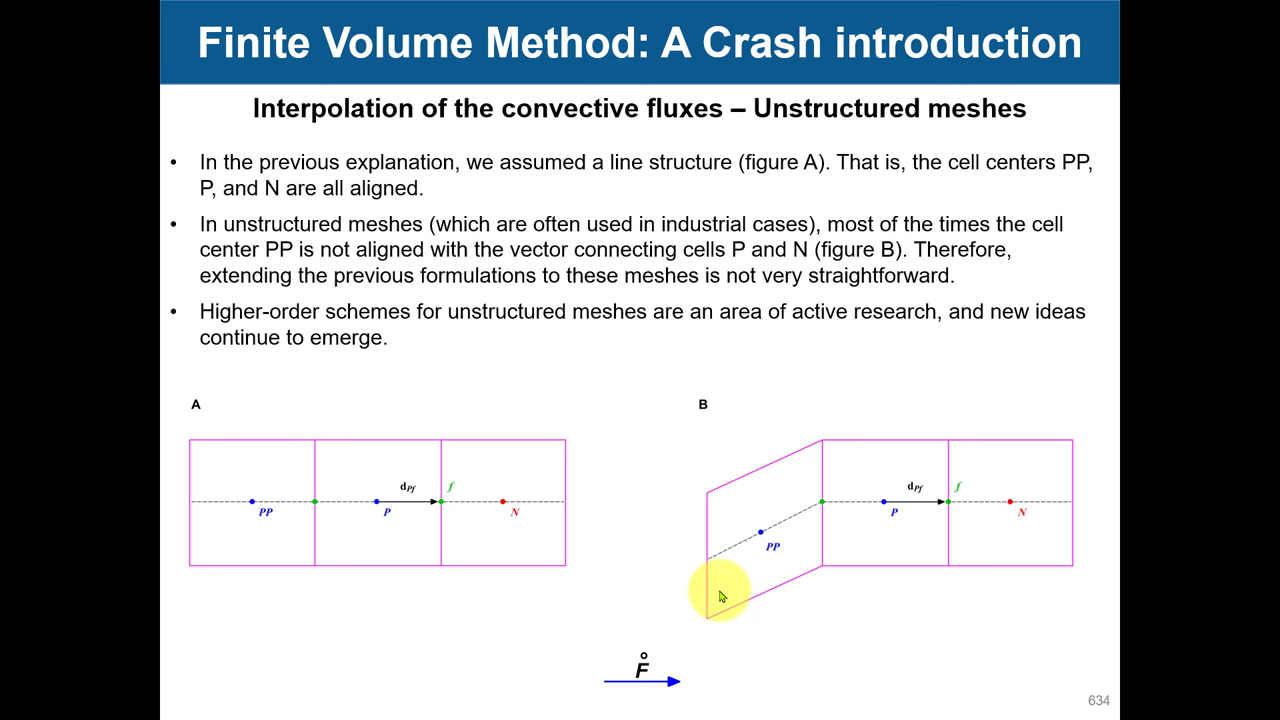 Finite Volume Method: A Crash introduction
Interpolation of the convective fluxes – Unstructured meshes
• In the previous explanation, we assumed a line structure (figure A). That is, the cell centers PP,
P, and N are all aligned.
• In unstructured meshes (which are often used in industrial cases), most of the times the cell
center PP is not aligned with the vector connecting cells P and N (figure B). Therefore,
extending the previous formulations to these meshes is not very straightforward.
• Higher-order schemes for unstructured meshes are an area of active research, and new ideas
continue to emerge.
A
d_Pf f
PP P N
B
d_Pf f
P N
PP
F̊
634